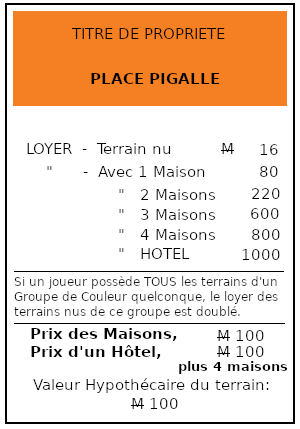 TITRE DE PROPRIETE
PLACE PIGALLE
LOYER - Terrain nu M 16
" - Avec 1 Maison 80
" 2 Maisons 220
" 3 Maisons 600
" 4 Maisons 800
" HOTEL 1000
Si un joueur possède TOUS les terrains d'un
Groupe de Couleur quelconque, le loyer des
terrains nus de ce groupe est doublé.
Prix des Maisons, M 100
Prix d'un Hôtel, M 100
plus 4 maisons
Valeur Hypothécaire du terrain:
M 100